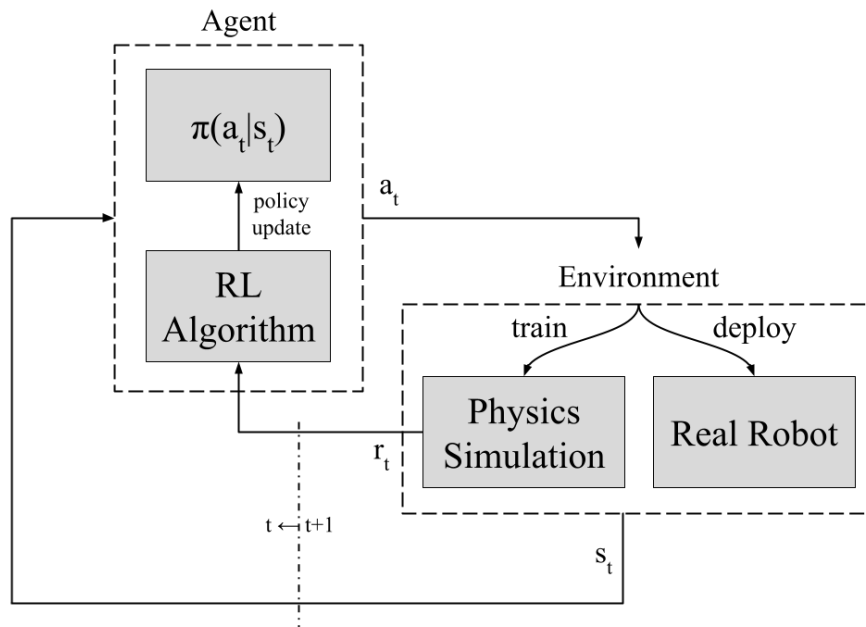 Agent
π(a_t|s_t)
policy
update
RL
Algorithm
a_t
Environment
train
deploy
Physics
Simulation
Real Robot
r_t
t ← t+1
s_t